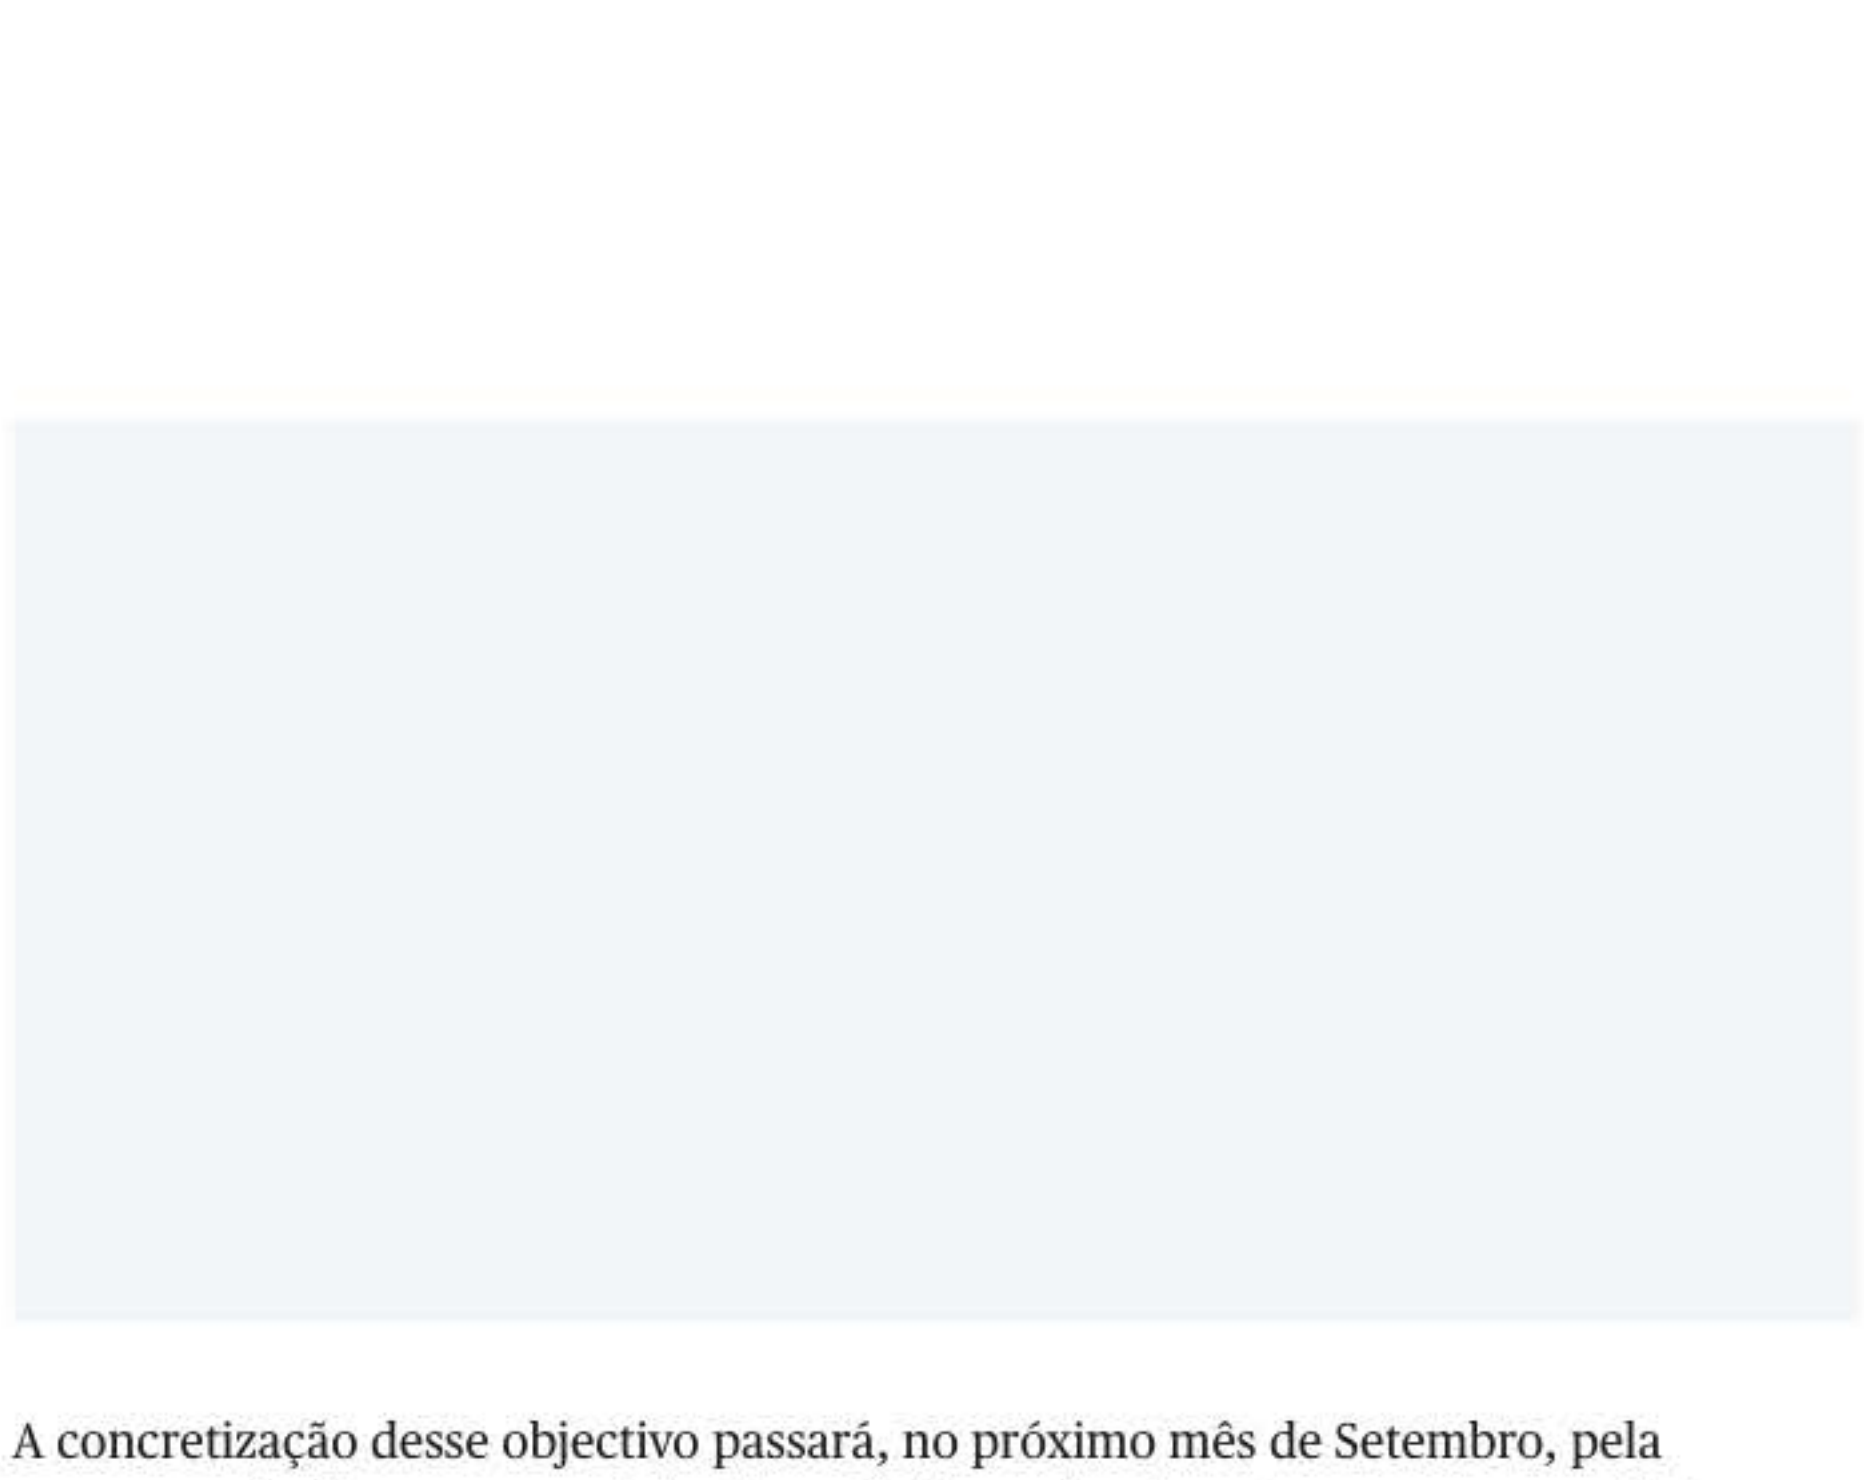 A concretização desse objectivo passará, no próximo mês de Setembro, pela